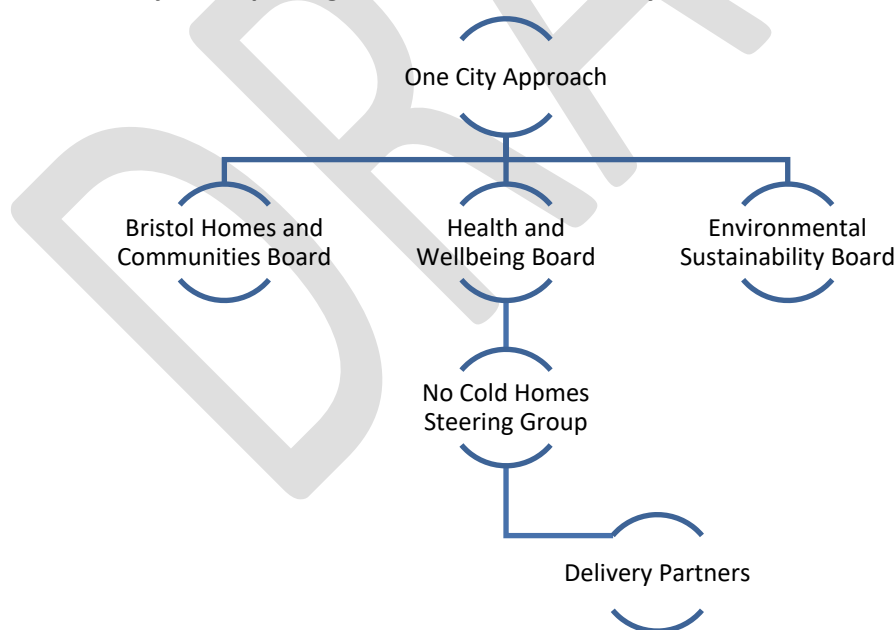 One City Approach
Bristol Homes and
Communities Board
Health and
Wellbeing Board
Environmental
Sustainability Board
No Cold Homes
Steering Group
Delivery Partners